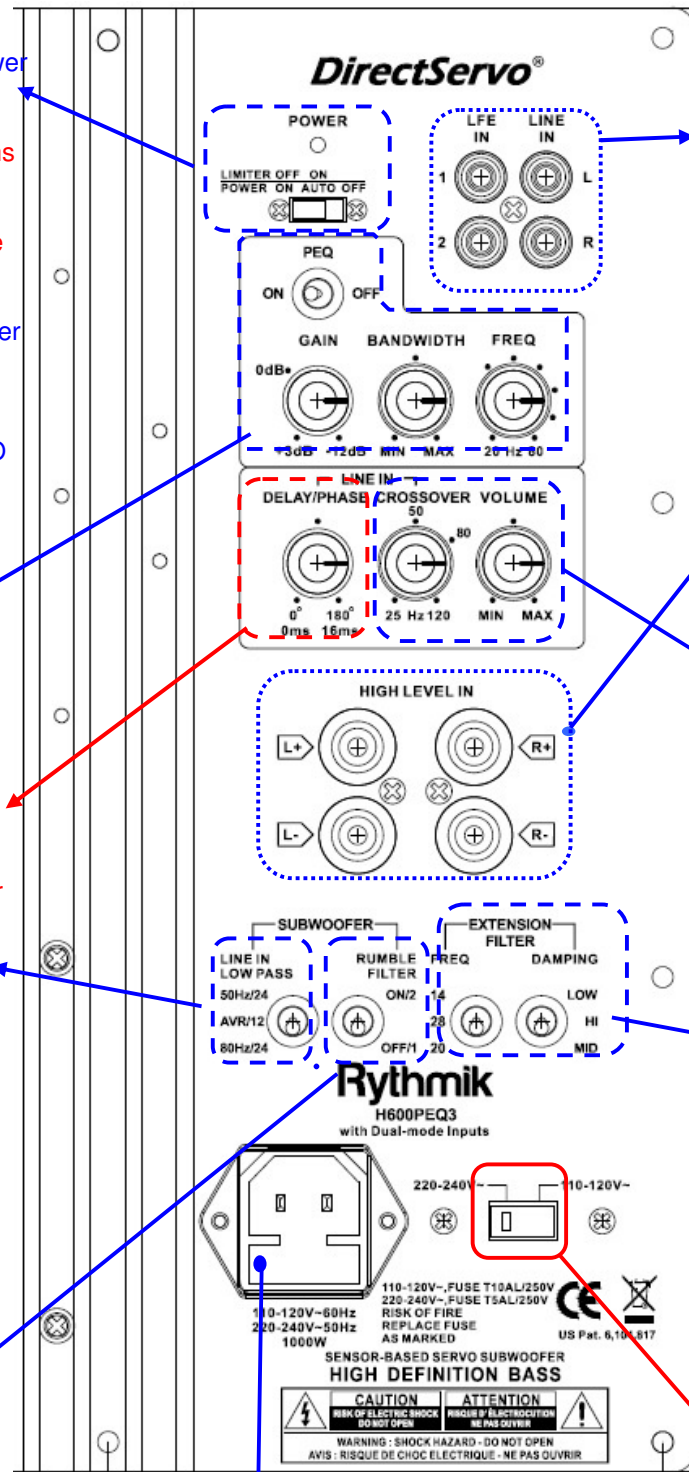 DirectServo®
wer
POWER
LFE IN
LINE IN
ns
LIMITER OFF ON
POWER ON AUTO OFF
1
L
2
R
e
PEQ
ON
OFF
er
GAIN
BANDWIDTH
FREQ
0dB
+3dB -12dB
MIN MAX
20 Hz 80
LINE IN
DELAY/PHASE
CROSSOVER
VOLUME
50
80
0° 180°
0ms 16ms
25 Hz 120
MIN MAX
HIGH LEVEL IN
L+
R+
L-
R-
r
SUBWOOFER
EXTENSION
FILTER
LINE IN
LOW PASS
RUMBLE
FILTER
FREQ
DAMPING
50Hz/24
ON/2
14
LOW
AVR/12
28
HI
80Hz/24
OFF/1
20
MID
Rythmik
H600PEQ3
with Dual-mode Inputs
220-240V~
110-120V~
110-120V~60Hz
220-240V~50Hz
1000W
110-120V~,FUSE T10AL/250V
220-240V~,FUSE T5AL/250V
RISK OF FIRE
REPLACE FUSE
AS MARKED
CE
US Pat. 6,104,817
SENSOR-BASED SERVO SUBWOOFER
HIGH DEFINITION BASS
CAUTION
RISK OF ELECTRIC SHOCK
DO NOT OPEN
ATTENTION
RISQUE D'ÉLECTROCUTION
NE PAS OUVRIR
WARNING : SHOCK HAZARD - DO NOT OPEN
AVIS : RISQUE DE CHOC ELECTRIQUE - NE PAS OUVRIR